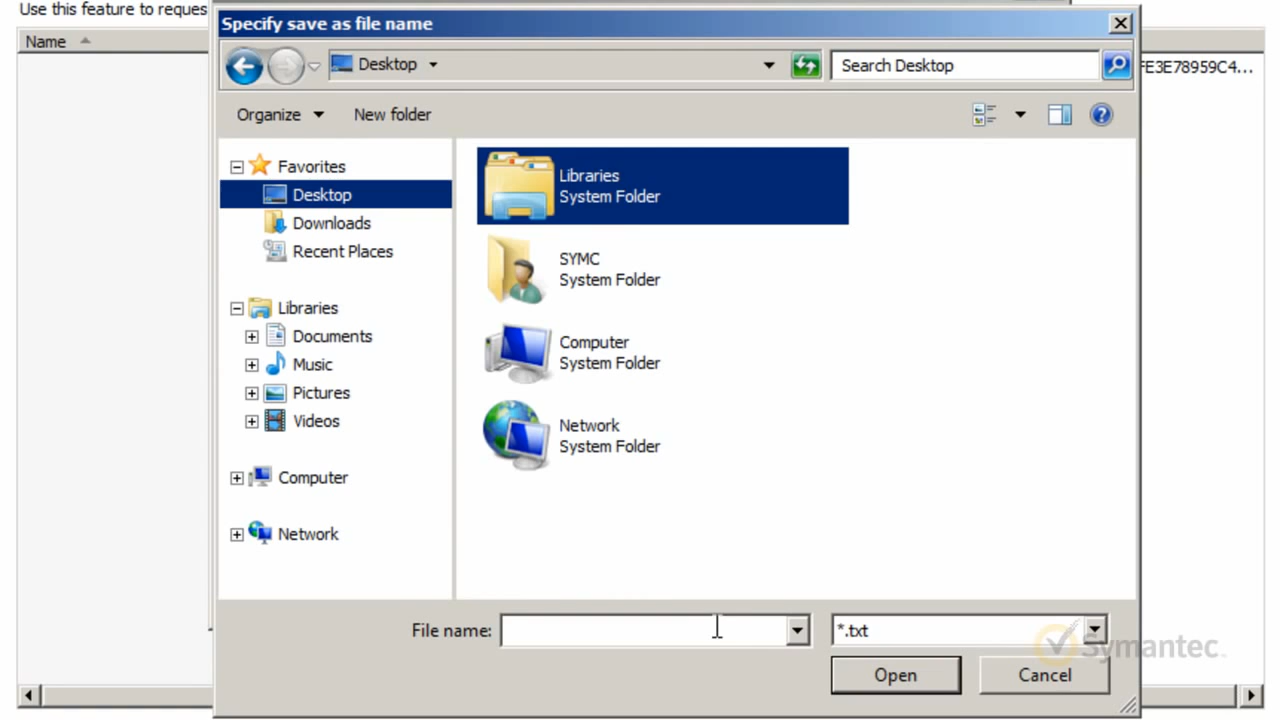 Use this feature to reques
Specify save as file name
Name
Desktop
Search Desktop
FE3E78959C4...
Organize
New folder
Favorites
Desktop
Downloads
Recent Places
Libraries
Documents
Music
Pictures
Videos
Computer
Network
Libraries
System Folder
SYMC
System Folder
Computer
System Folder
Network
System Folder
File name:
*.txt
Symantec.
Open
Cancel